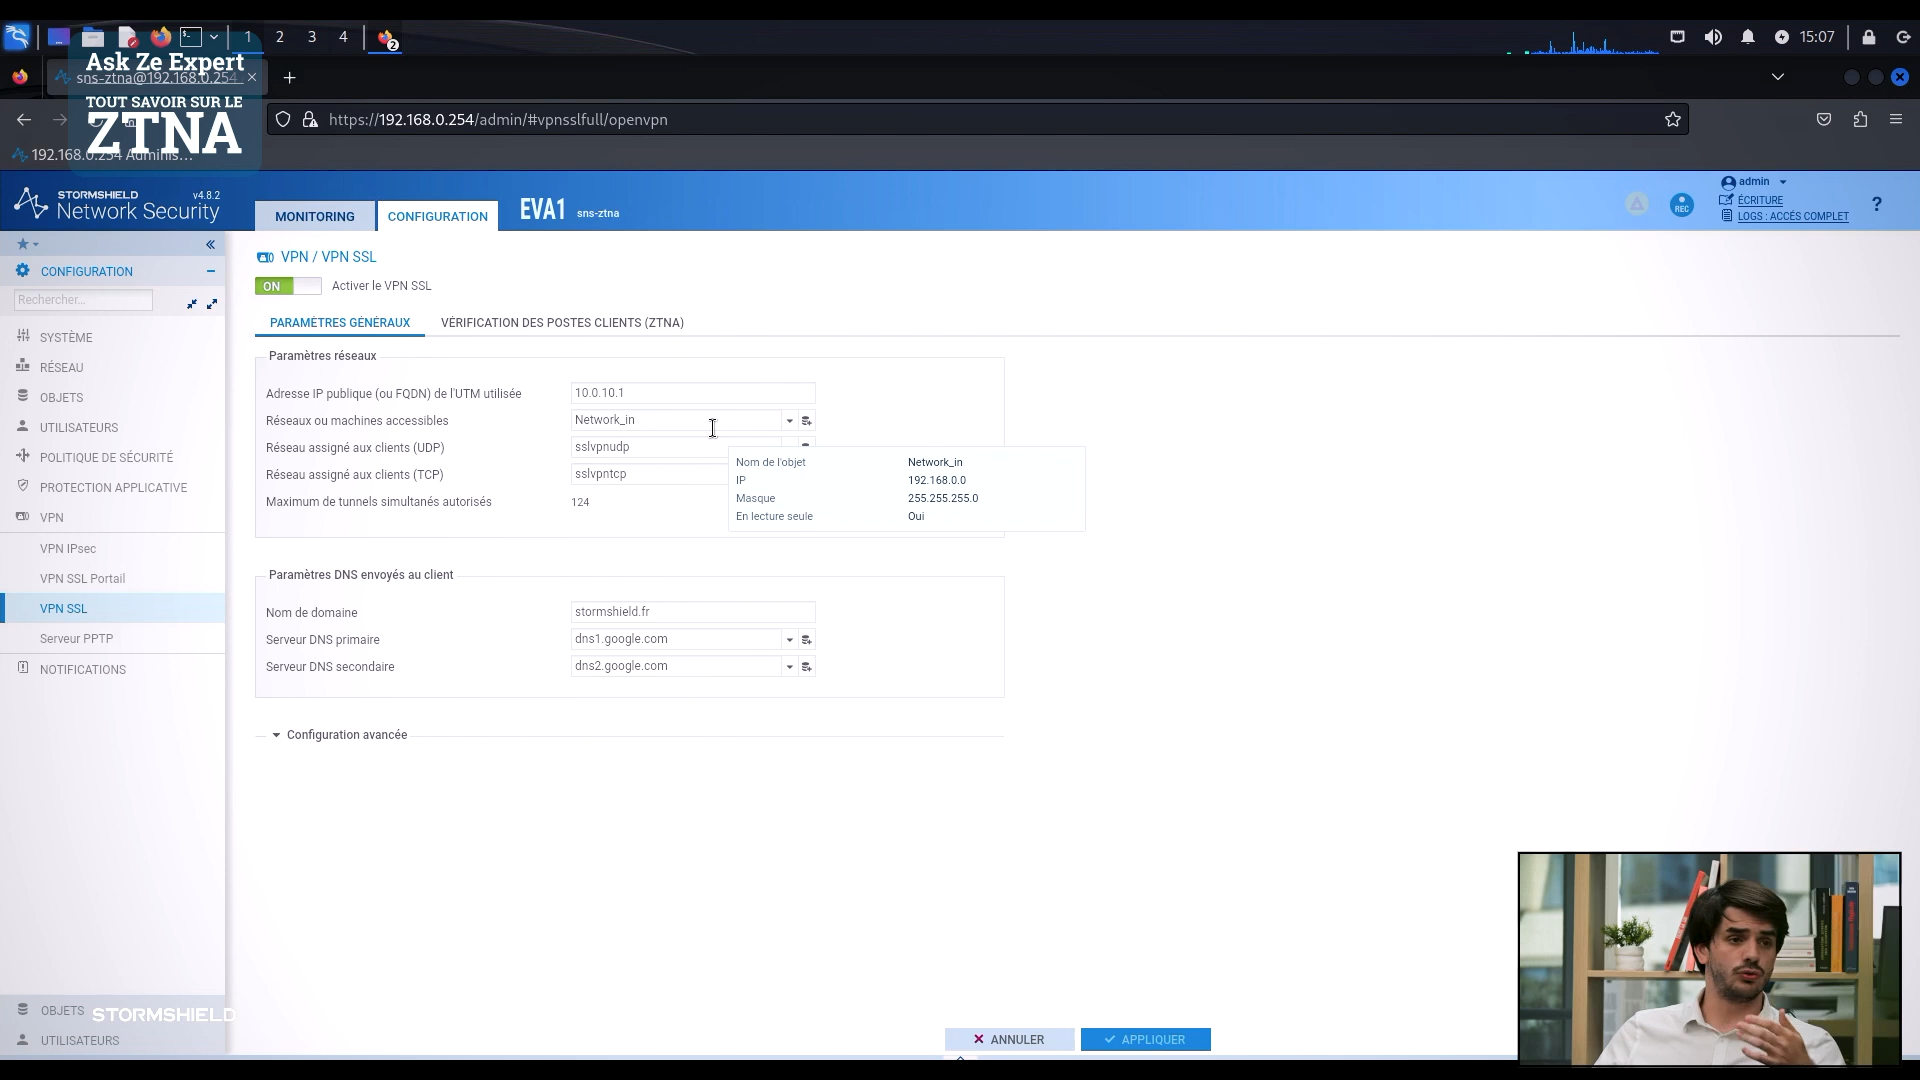 1
2
3
4
2
15:07
Ask Ze Expert
sns-ztna@192.168.0.254
TOUT SAVOIR SUR LE
ZTNA
https://192.168.0.254/admin/#vpnsslfull/openvpn
192.168.0.254 Adminis...
STORMSHIELD
v4.8.2
Network Security
MONITORING
CONFIGURATION
EVA1
sns-ztna
REC
admin
ÉCRITURE
LOGS : ACCÈS COMPLET
?
CONFIGURATION
Rechercher...
SYSTÈME
RÉSEAU
OBJETS
UTILISATEURS
POLITIQUE DE SÉCURITÉ
PROTECTION APPLICATIVE
VPN
VPN IPsec
VPN SSL Portail
VPN SSL
Serveur PPTP
NOTIFICATIONS
OBJETS
STORMSHIELD
UTILISATEURS
VPN / VPN SSL
ON
Activer le VPN SSL
PARAMÈTRES GÉNÉRAUX
VÉRIFICATION DES POSTES CLIENTS (ZTNA)
Paramètres réseaux
Adresse IP publique (ou FQDN) de l'UTM utilisée
10.0.10.1
Réseaux ou machines accessibles
Network_in
Réseau assigné aux clients (UDP)
sslvpnudp
Réseau assigné aux clients (TCP)
sslvpntcp
Maximum de tunnels simultanés autorisés
124
Nom de l'objet
Network_in
IP
192.168.0.0
Masque
255.255.255.0
En lecture seule
Oui
Paramètres DNS envoyés au client
Nom de domaine
stormshield.fr
Serveur DNS primaire
dns1.google.com
Serveur DNS secondaire
dns2.google.com
Configuration avancée
ANNULER
APPLIQUER